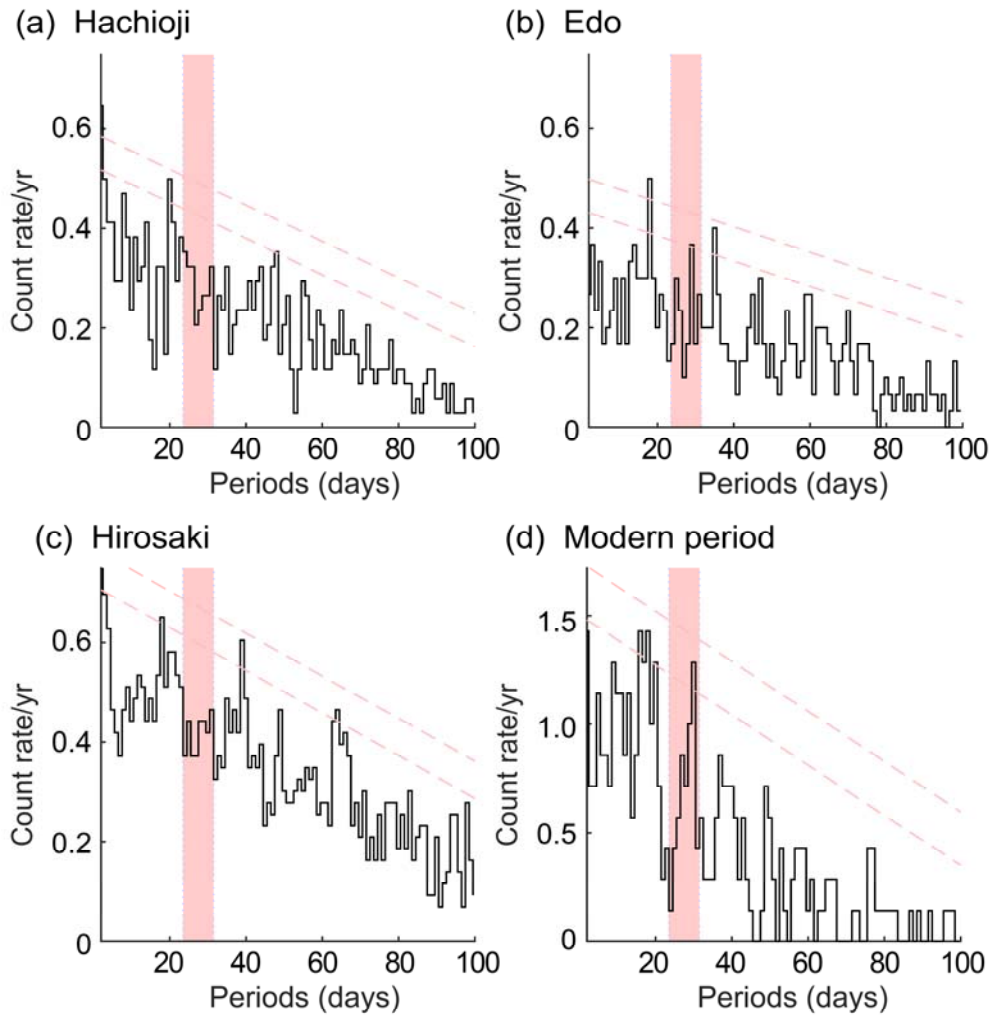 (a) Hachioji
Count rate/yr
0.6
0.4
0.2
0
20 40 60 80 100
Periods (days)
(b) Edo
Count rate/yr
0.6
0.4
0.2
0
20 40 60 80 100
Periods (days)
(c) Hirosaki
Count rate/yr
0.6
0.4
0.2
0
20 40 60 80 100
Periods (days)
(d) Modern period
Count rate/yr
1.5
1.0
0.5
0
20 40 60 80 100
Periods (days)